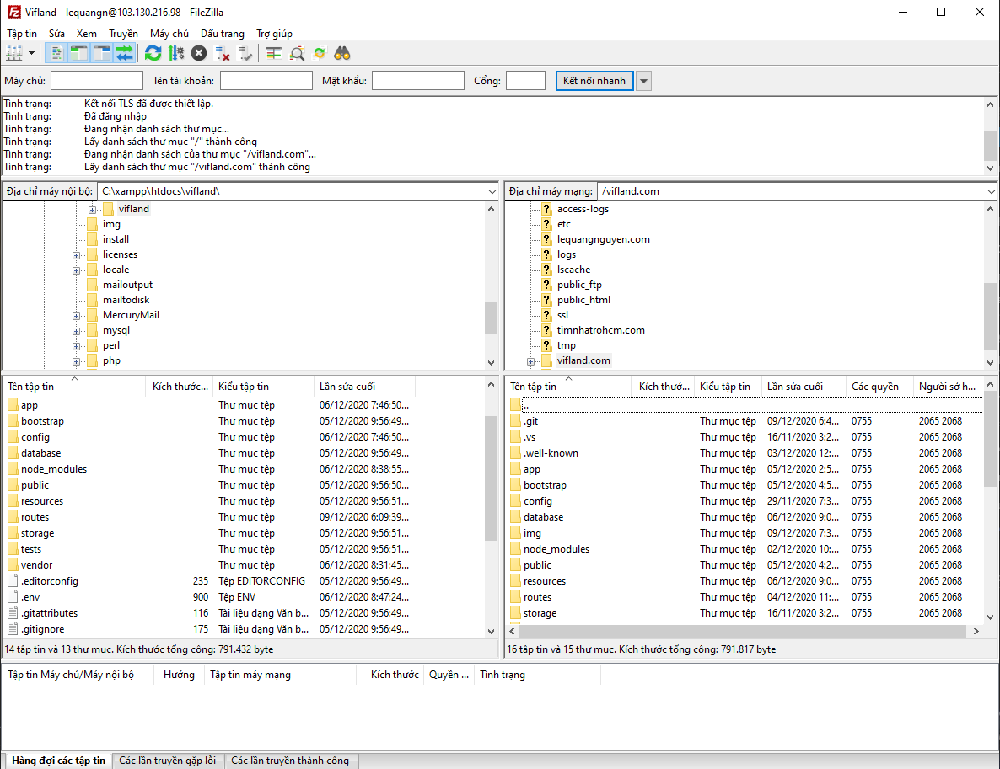 Vifland - lequangn@103.130.216.98 - FileZilla
Tập tin Sửa Xem Truyền Máy chủ Dấu trang Trợ giúp
Máy chủ: Tên tài khoản: Mật khẩu: Cổng: Kết nối nhanh
Tình trạng: Kết nối TLS đã được thiết lập.
Tình trạng: Đã đăng nhập
Tình trạng: Đang nhận danh sách thư mục...
Tình trạng: Lấy danh sách thư mục "/" thành công
Tình trạng: Đang nhận danh sách của thư mục "/vifland.com"...
Tình trạng: Lấy danh sách thư mục "/vifland.com" thành công
Địa chỉ máy nội bộ: C:\xampp\htdocs\vifland\
vifland
img
install
licenses
locale
mailoutput
mailtodisk
MercuryMail
mysql
perl
php
Địa chỉ máy mạng: /vifland.com
access-logs
etc
lequangnguyen.com
logs
lscache
public_ftp
public_html
ssl
timnhatrohcm.com
tmp
vifland.com
Tên tập tin Kích thước... Kiểu tập tin Lần sửa cuối
app Thư mục tệp 06/12/2020 7:46:50...
bootstrap Thư mục tệp 05/12/2020 9:56:49...
config Thư mục tệp 06/12/2020 7:46:50...
database Thư mục tệp 05/12/2020 9:56:49...
node_modules Thư mục tệp 06/12/2020 8:38:55...
public Thư mục tệp 05/12/2020 9:56:50...
resources Thư mục tệp 05/12/2020 9:56:51...
routes Thư mục tệp 09/12/2020 6:09:39...
storage Thư mục tệp 05/12/2020 9:56:51...
tests Thư mục tệp 05/12/2020 9:56:51...
vendor Thư mục tệp 06/12/2020 8:31:45...
.editorconfig 235 Tệp EDITORCONFIG 05/12/2020 9:56:49...
.env 900 Tệp ENV 06/12/2020 8:47:24...
.gitattributes 116 Tài liệu dạng Văn b... 05/12/2020 9:56:49...
.gitignore 175 Tài liệu dạng Văn b... 05/12/2020 9:56:49...
14 tập tin và 13 thư mục. Kích thước tổng cộng: 791.432 byte
Tên tập tin Kích thướ... Kiểu tập tin Lần sửa cuối Các quyền Người sở h...
..
.git Thư mục tệp 09/12/2020 6:4... 0755 2065 2068
.vs Thư mục tệp 16/11/2020 3:2... 0755 2065 2068
.well-known Thư mục tệp 03/12/2020 12:... 0755 2065 2068
app Thư mục tệp 05/12/2020 2:5... 0755 2065 2068
bootstrap Thư mục tệp 05/12/2020 4:5... 0755 2065 2068
config Thư mục tệp 29/11/2020 7:3... 0755 2065 2068
database Thư mục tệp 06/12/2020 9:0... 0755 2065 2068
img Thư mục tệp 09/12/2020 7:3... 0755 2065 2068
node_modules Thư mục tệp 02/12/2020 10:... 0755 2065 2068
public Thư mục tệp 05/12/2020 4:2... 0755 2065 2068
resources Thư mục tệp 06/12/2020 9:0... 0755 2065 2068
routes Thư mục tệp 04/12/2020 11:... 0755 2065 2068
storage Thư mục tệp 16/11/2020 3:2... 0755 2065 2068
16 tập tin và 15 thư mục. Kích thước tổng cộng: 791.817 byte
Tập tin Máy chủ/Máy nội bộ Hướng Tập tin máy mạng Kích thước Quyền ... Tình trạng
Hàng đợi các tập tin Các lần truyền gặp lỗi Các lần truyền thành công